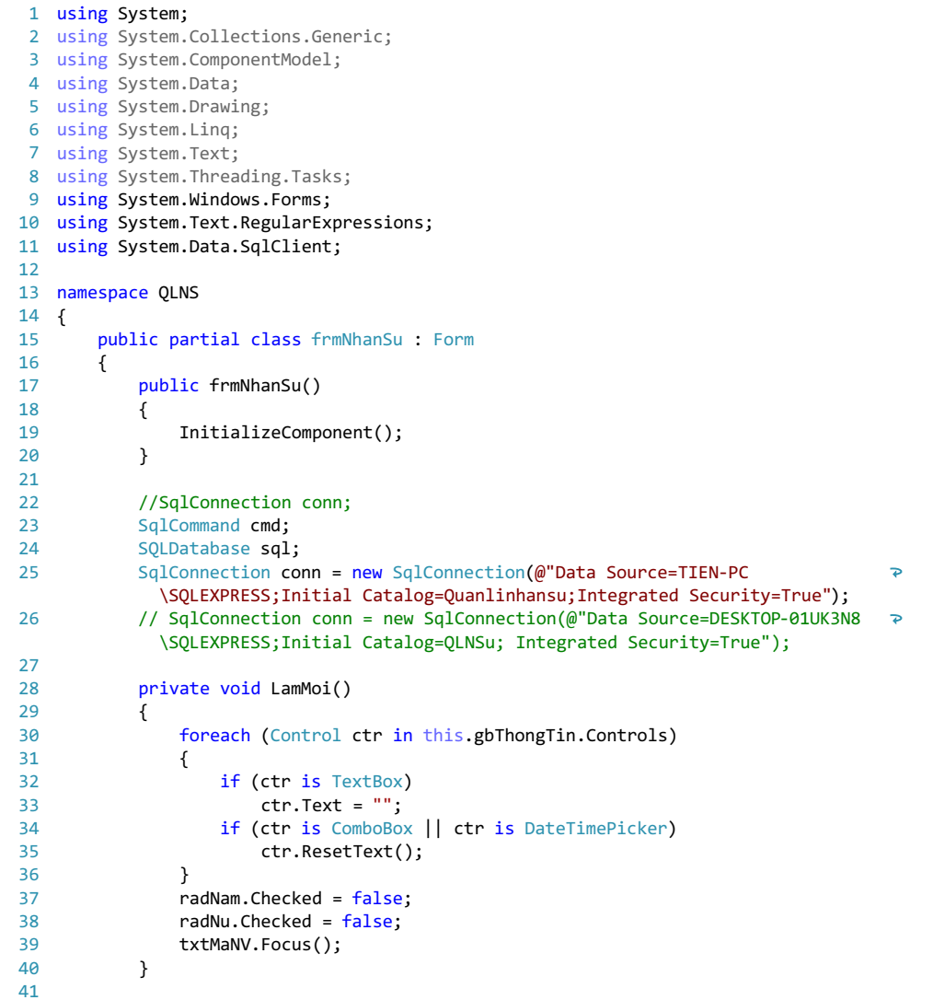 1 using System;
2 using System.Collections.Generic;
3 using System.ComponentModel;
4 using System.Data;
5 using System.Drawing;
6 using System.Linq;
7 using System.Text;
8 using System.Threading.Tasks;
9 using System.Windows.Forms;
10 using System.Text.RegularExpressions;
11 using System.Data.SqlClient;
12
13 namespace QLNS
14 {
15     public partial class frmNhanSu : Form
16     {
17         public frmNhanSu()
18         {
19             InitializeComponent();
20         }
21
22         //SqlConnection conn;
23         SqlCommand cmd;
24         SQLDatabase sql;
25         SqlConnection conn = new SqlConnection(@"Data Source=TIEN-PC
           \SQLEXPRESS;Initial Catalog=Quanlinhansu;Integrated Security=True");
26         // SqlConnection conn = new SqlConnection(@"Data Source=DESKTOP-01UK3N8
           \SQLEXPRESS;Initial Catalog=QLNSu; Integrated Security=True");
27
28         private void LamMoi()
29         {
30             foreach (Control ctr in this.gbThongTin.Controls)
31             {
32                 if (ctr is TextBox)
33                     ctr.Text = "";
34                 if (ctr is ComboBox || ctr is DateTimePicker)
35                     ctr.ResetText();
36             }
37             radNam.Checked = false;
38             radNu.Checked = false;
39             txtMaNV.Focus();
40         }
41